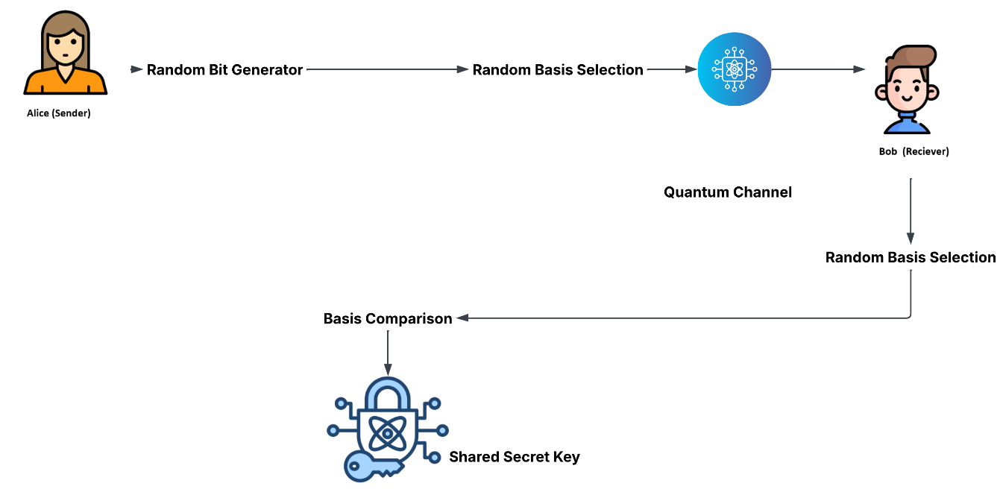 Random Bit Generator
Random Basis Selection
Alice (Sender)
Bob (Reciever)
Quantum Channel
Random Basis Selection
Basis Comparison
Shared Secret Key